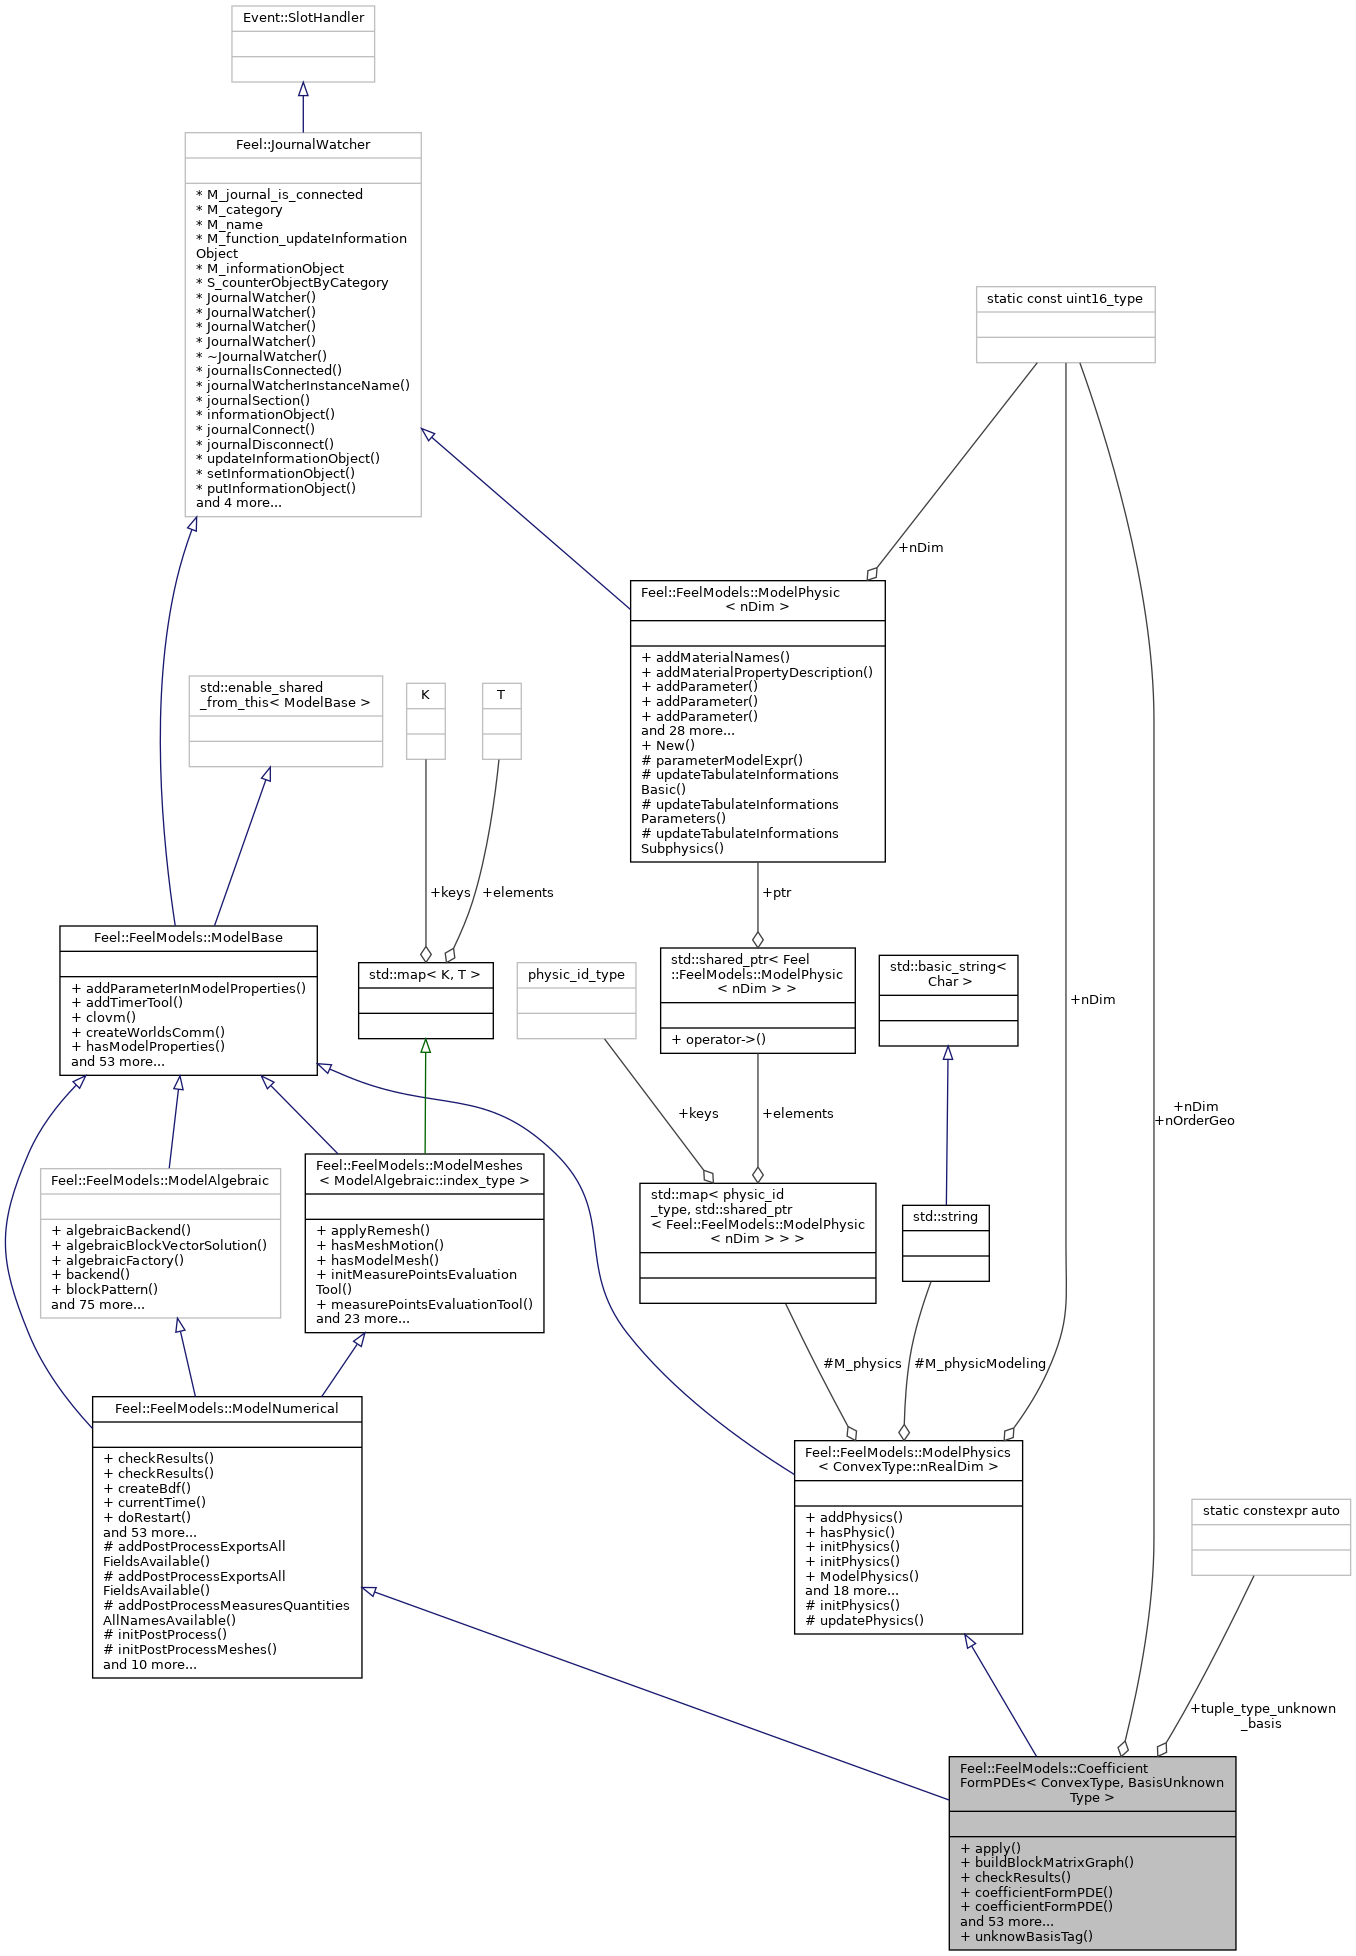 Event::SlotHandler
Feel::JournalWatcher
* M_journal_is_connected
* M_category
* M_name
* M_function_updateInformation
Object
* M_informationObject
* S_counterObjectByCategory
* JournalWatcher()
* JournalWatcher()
* JournalWatcher()
* JournalWatcher()
* ~JournalWatcher()
* journalIsConnected()
* journalWatcherInstanceName()
* journalSection()
* informationObject()
* journalConnect()
* journalDisconnect()
* updateInformationObject()
* setInformationObject()
* putInformationObject()
and 4 more...
static const uint16_type
+nDim
Feel::FeelModels::ModelPhysic
< nDim >
+ addMaterialNames()
+ addMaterialPropertyDescription()
+ addParameter()
+ addParameter()
+ addParameter()
and 28 more...
+ New()
# parameterModelExpr()
# updateTabulateInformations
Basic()
# updateTabulateInformations
Parameters()
# updateTabulateInformations
Subphysics()
std::enable_shared
_from_this< ModelBase >
K
T
+keys
+elements
+ptr
Feel::FeelModels::ModelBase
+ addParameterInModelProperties()
+ addTimerTool()
+ clovm()
+ createWorldsComm()
+ hasModelProperties()
and 53 more...
std::map< K, T >
physic_id_type
std::shared_ptr< Feel
::FeelModels::ModelPhysic
< nDim > >
+ operator->()
std::basic_string<
Char >
+nDim
+keys
+elements
+nDim
+nOrderGeo
Feel::FeelModels::ModelAlgebraic
+ algebraicBackend()
+ algebraicBlockVectorSolution()
+ algebraicFactory()
+ backend()
+ blockPattern()
and 75 more...
Feel::FeelModels::ModelMeshes
< ModelAlgebraic::index_type >
+ applyRemesh()
+ hasMeshMotion()
+ hasModelMesh()
+ initMeasurePointsEvaluation
Tool()
+ measurePointsEvaluationTool()
and 23 more...
std::map< physic_id
_type, std::shared_ptr
< Feel::FeelModels::ModelPhysic
< nDim > > >
std::string
#M_physics
#M_physicModeling
Feel::FeelModels::ModelNumerical
+ checkResults()
+ checkResults()
+ createBdf()
+ currentTime()
+ doRestart()
and 53 more...
# addPostProcessExportsAll
FieldsAvailable()
# addPostProcessExportsAll
FieldsAvailable()
# addPostProcessMeasuresQuantities
AllNamesAvailable()
# initPostProcess()
# initPostProcessMeshes()
and 10 more...
Feel::FeelModels::ModelPhysics
< ConvexType::nRealDim >
+ addPhysics()
+ hasPhysic()
+ initPhysics()
+ initPhysics()
+ ModelPhysics()
and 18 more...
# initPhysics()
# updatePhysics()
static constexpr auto
+tuple_type_unknown
_basis
Feel::FeelModels::Coefficient
FormPDEs< ConvexType, BasisUnknown
Type >
+ apply()
+ buildBlockMatrixGraph()
+ checkResults()
+ coefficientFormPDE()
+ coefficientFormPDE()
and 53 more...
+ unknowBasisTag()